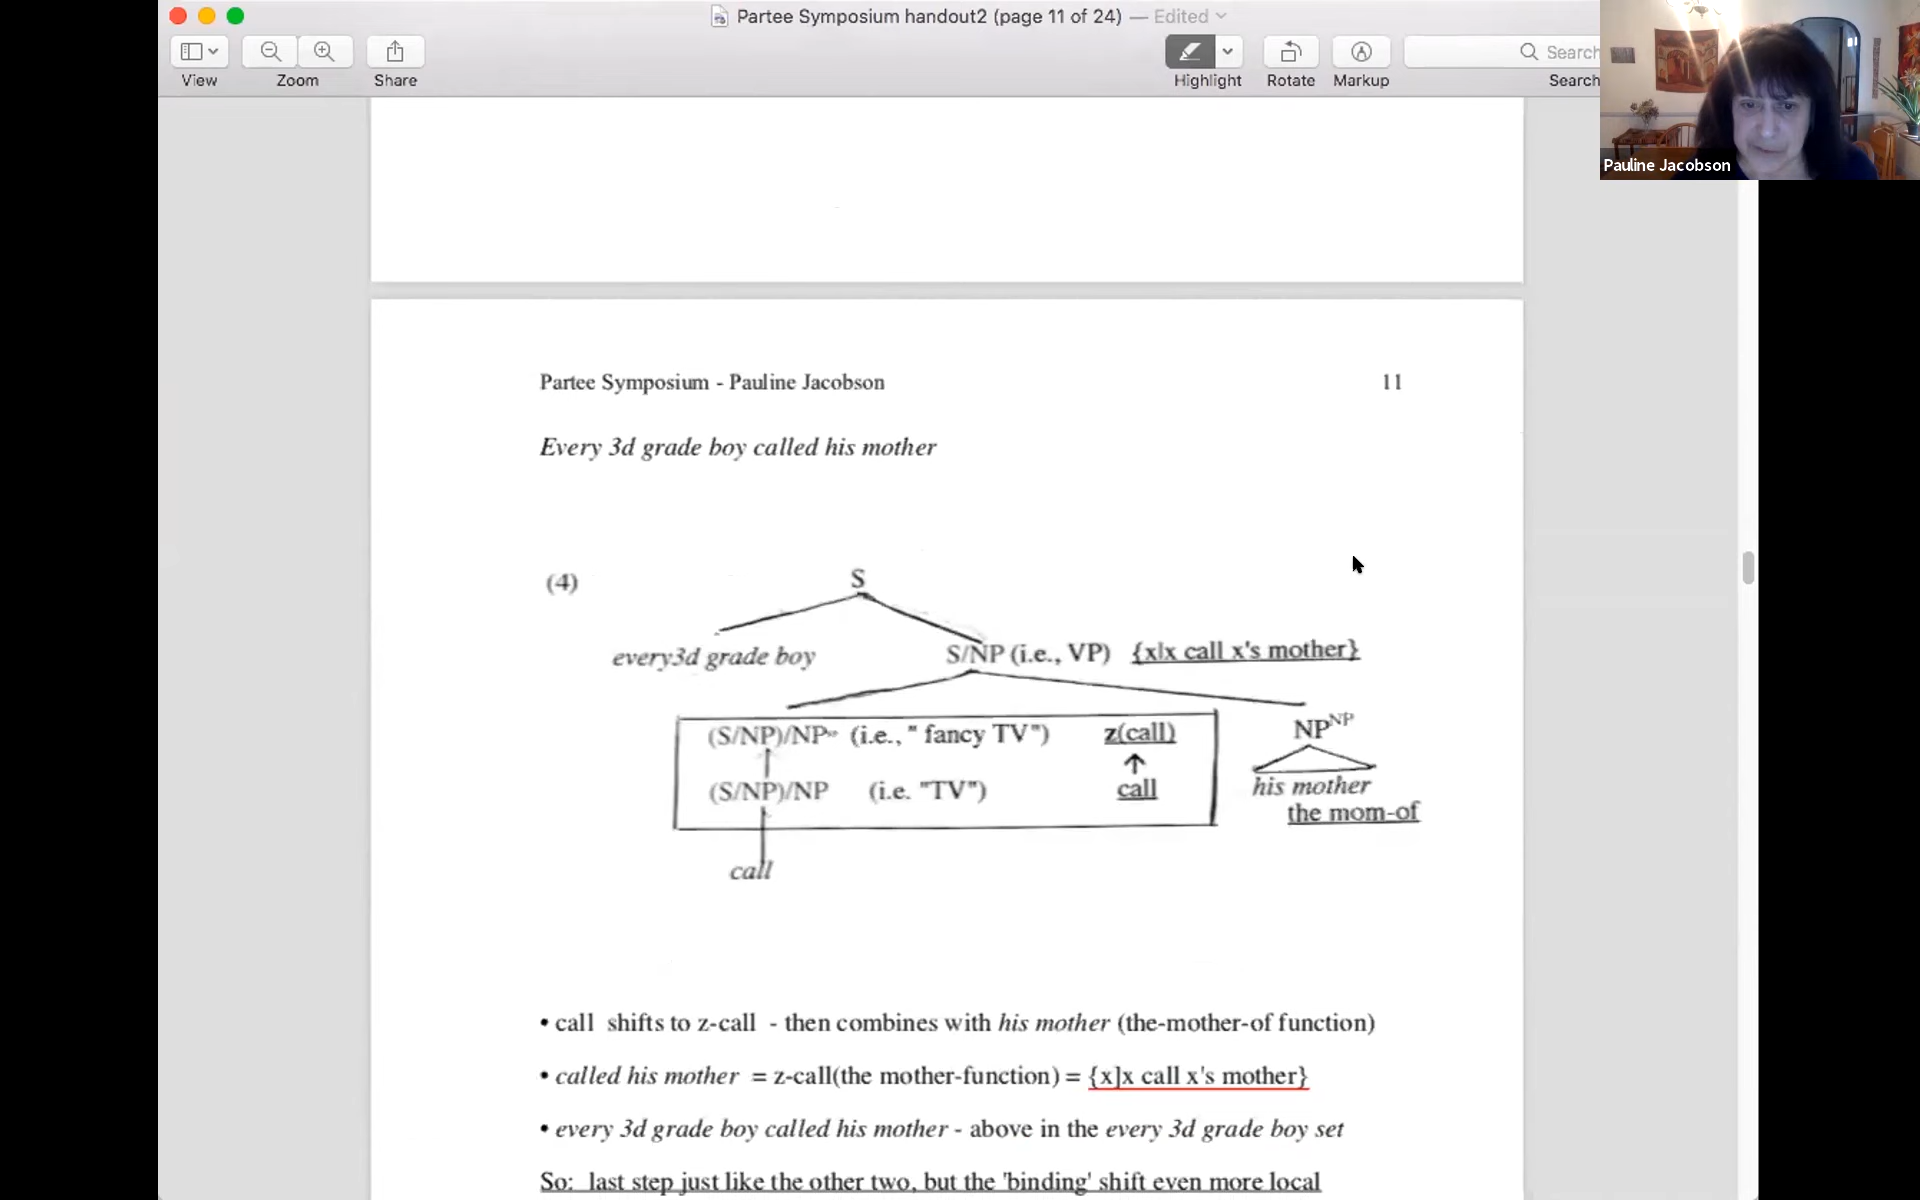 Partee Symposium handout2 (page 11 of 24) — Edited
View
Zoom
Share
Highlight
Rotate
Markup
Search
Search
Pauline Jacobson
Partee Symposium - Pauline Jacobson 11
Every 3d grade boy called his mother
(4)
S
every3d grade boy
S/NP (i.e., VP) {x|x call x's mother}
(S/NP)/NP (i.e., " fancy TV") z(call)
NP^NP
(S/NP)/NP (i.e. "TV") call
his mother
the mom-of
call
• call shifts to z-call - then combines with his mother (the-mother-of function)
• called his mother = z-call(the mother-function) = {x]x call x's mother}
• every 3d grade boy called his mother - above in the every 3d grade boy set
So: last step just like the other two, but the 'binding' shift even more local